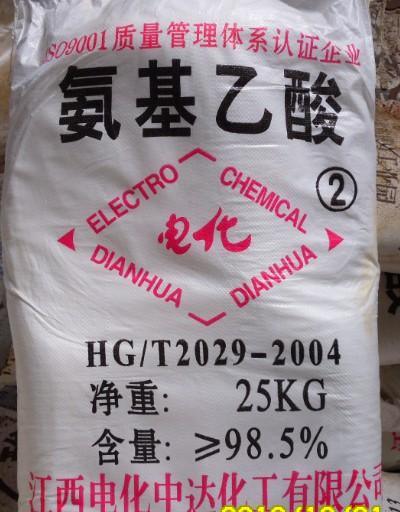 ISO9001质量管理体系认证企业
氨基乙酸
②
ELECTRO CHEMICAL
电化
DIANHUA DIANHUA
HG/T2029-2004
净重: 25KG
含量: ≥98.5%
江西电化中达化工有限公司